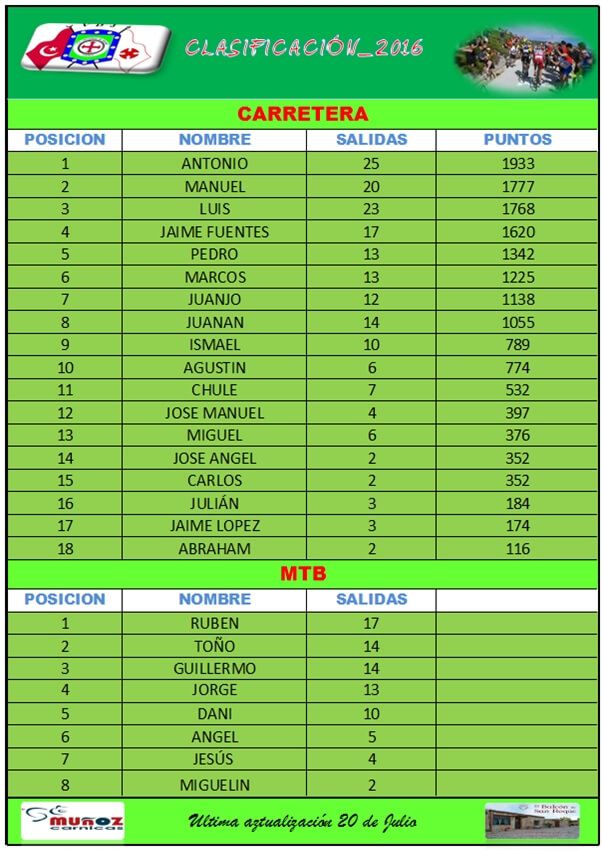 CLASIFICACIÓN_2016
CARRETERA
POSICION NOMBRE SALIDAS PUNTOS
1 ANTONIO 25 1933
2 MANUEL 20 1777
3 LUIS 23 1768
4 JAIME FUENTES 17 1620
5 PEDRO 13 1342
6 MARCOS 13 1225
7 JUANJO 12 1138
8 JUANAN 14 1055
9 ISMAEL 10 789
10 AGUSTIN 6 774
11 CHULE 7 532
12 JOSE MANUEL 4 397
13 MIGUEL 6 376
14 JOSE ANGEL 2 352
15 CARLOS 2 352
16 JULIÁN 3 184
17 JAIME LOPEZ 3 174
18 ABRAHAM 2 116
MTB
POSICION NOMBRE SALIDAS
1 RUBEN 17
2 TOÑO 14
3 GUILLERMO 14
4 JORGE 13
5 DANI 10
6 ANGEL 5
7 JESÚS 4
8 MIGUELIN 2
MUÑOZ
carnicas
Ultima aztualización 20 de Julio
El Balcón de
San Roque